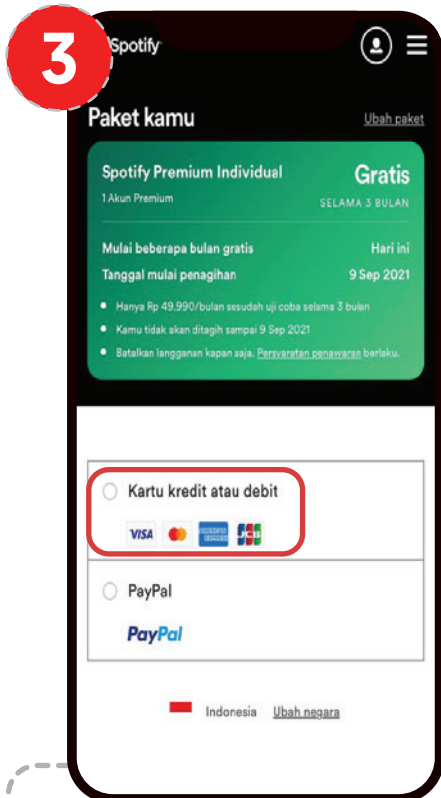 3
Spotify
Paket kamu
Ubah paket
Spotify Premium Individual
Gratis
1 Akun Premium
SELAMA 3 BULAN
Mulai beberapa bulan gratis
Hari ini
Tanggal mulai penagihan
9 Sep 2021
Hanya Rp 49.990/bulan sesudah uji coba selama 3 bulan
Kamu tidak akan ditagih sampai 9 Sep 2021
Batalkan langganan kapan saja. Persyaratan penawaran berlaku.
Kartu kredit atau debit
VISA
AMERICAN EXPRESS
JCB
PayPal
PayPal
Indonesia
Ubah negara